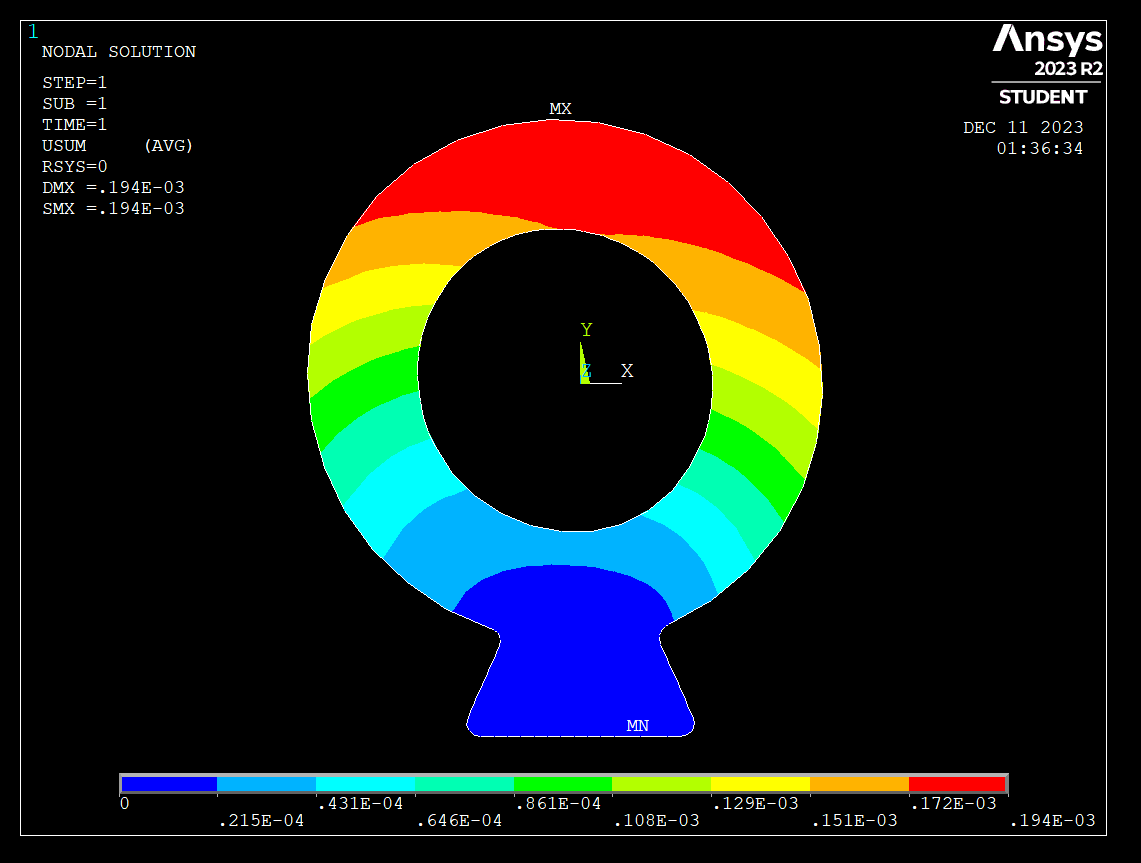 1
NODAL SOLUTION
STEP=1
SUB =1
TIME=1
USUM     (AVG)
RSYS=0
DMX =.194E-03
SMX =.194E-03
Ansys
2023 R2
STUDENT
DEC 11 2023
01:36:34
MX
Y
Z X
MN
0 .431E-04 .861E-04 .129E-03 .172E-03
.215E-04 .646E-04 .108E-03 .151E-03 .194E-03